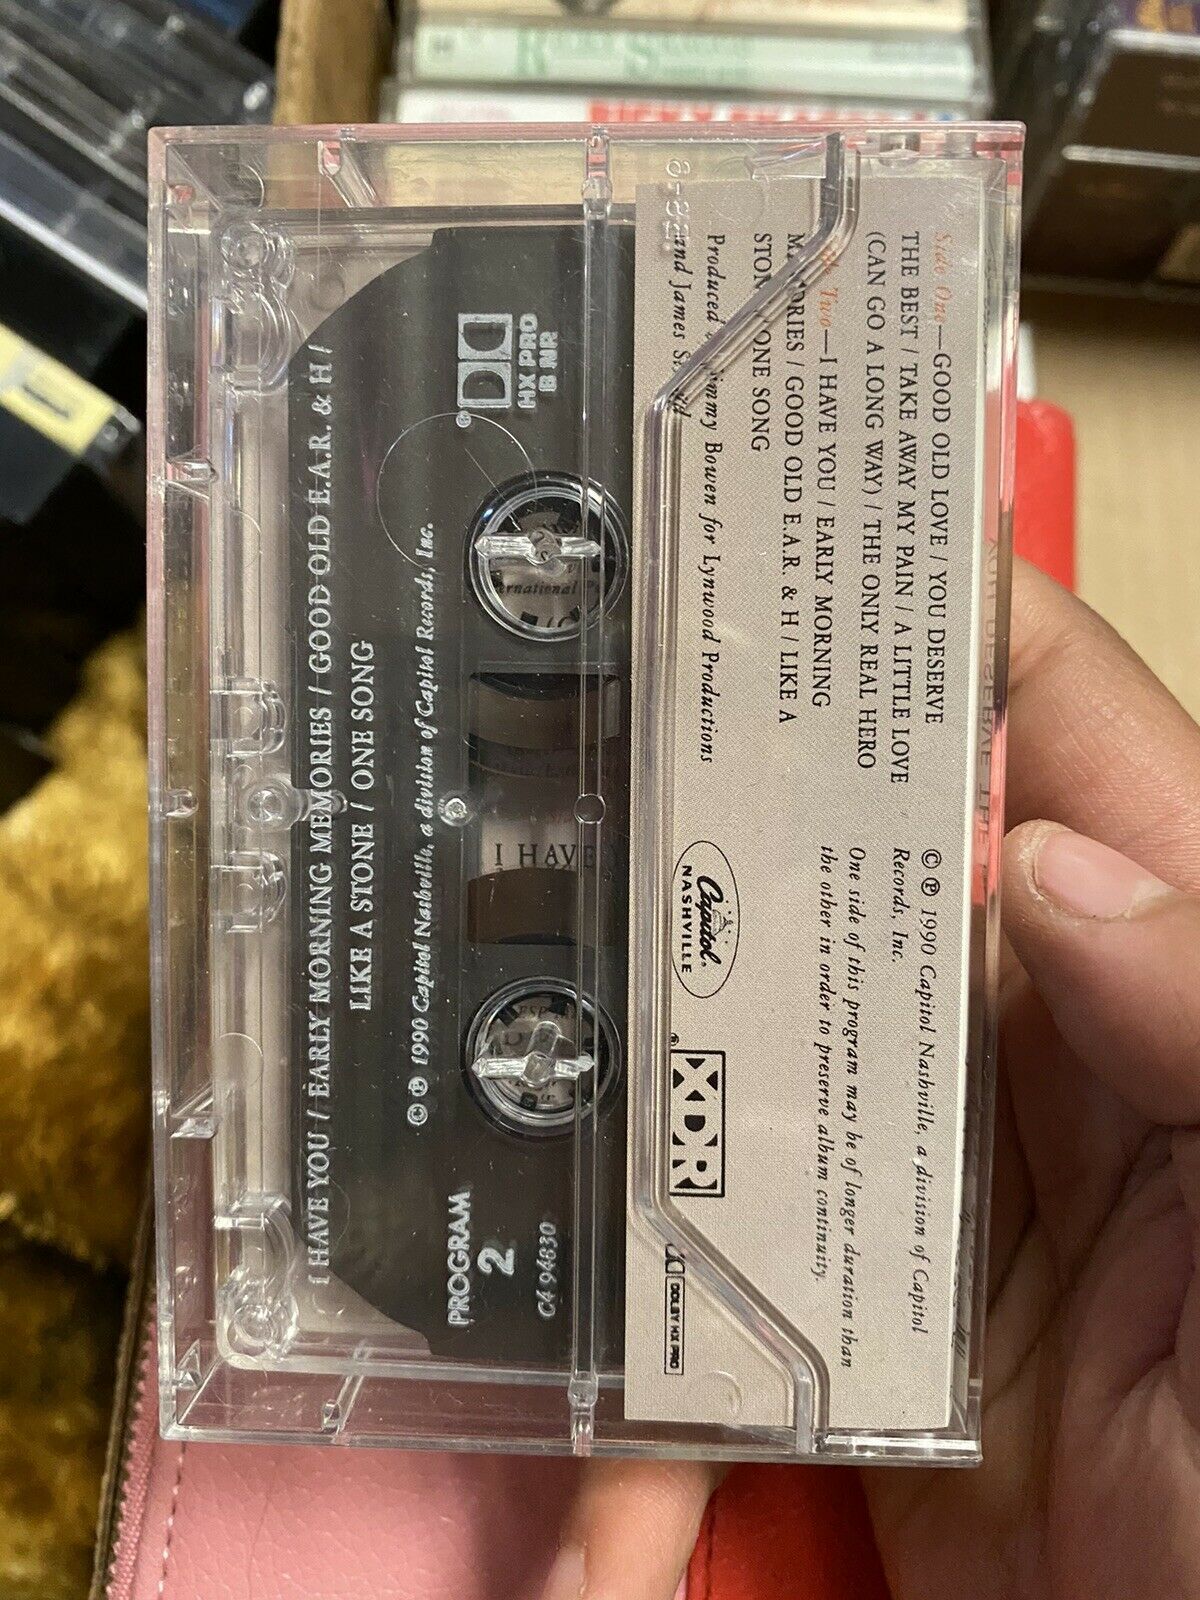 Side One—GOOD OLD LOVE / YOU DESERVE
THE BEST / TAKE AWAY MY PAIN / A LITTLE LOVE
(CAN GO A LONG WAY) / THE ONLY REAL HERO
Two—I HAVE YOU / EARLY MORNING
MEMORIES / GOOD OLD E.A.R. & H / LIKE A
STONE / ONE SONG
Produced by Jimmy Bowen for Lynwood Productions
and James Stroud
© ℗ 1990 Capitol Nashville, a division of Capitol
Records, Inc.
One side of this program may be of longer duration than
the other in order to preserve album continuity.
Capitol®
NASHVILLE
XDR®
DOLBY HX PRO
HX PRO
B NR
®
I HAVE
PROGRAM
2
C4 94830
© ℗ 1990 Capitol Nashville, a division of Capitol Records, Inc.
I HAVE YOU / EARLY MORNING MEMORIES / GOOD OLD E.A.R. & H /
LIKE A STONE / ONE SONG